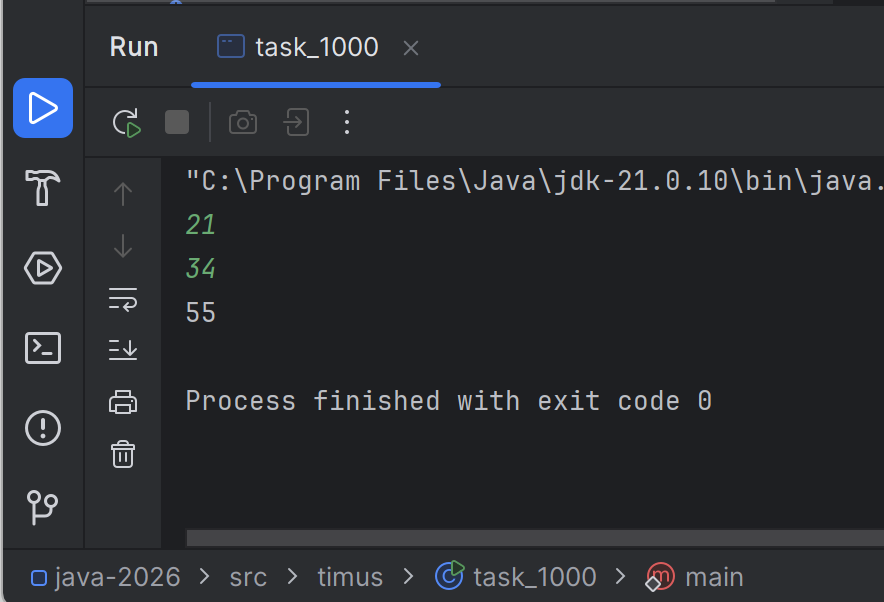 Run task_1000
"C:\Program Files\Java\jdk-21.0.10\bin\java.
21
34
55
Process finished with exit code 0
java-2026 > src > timus > task_1000 > main